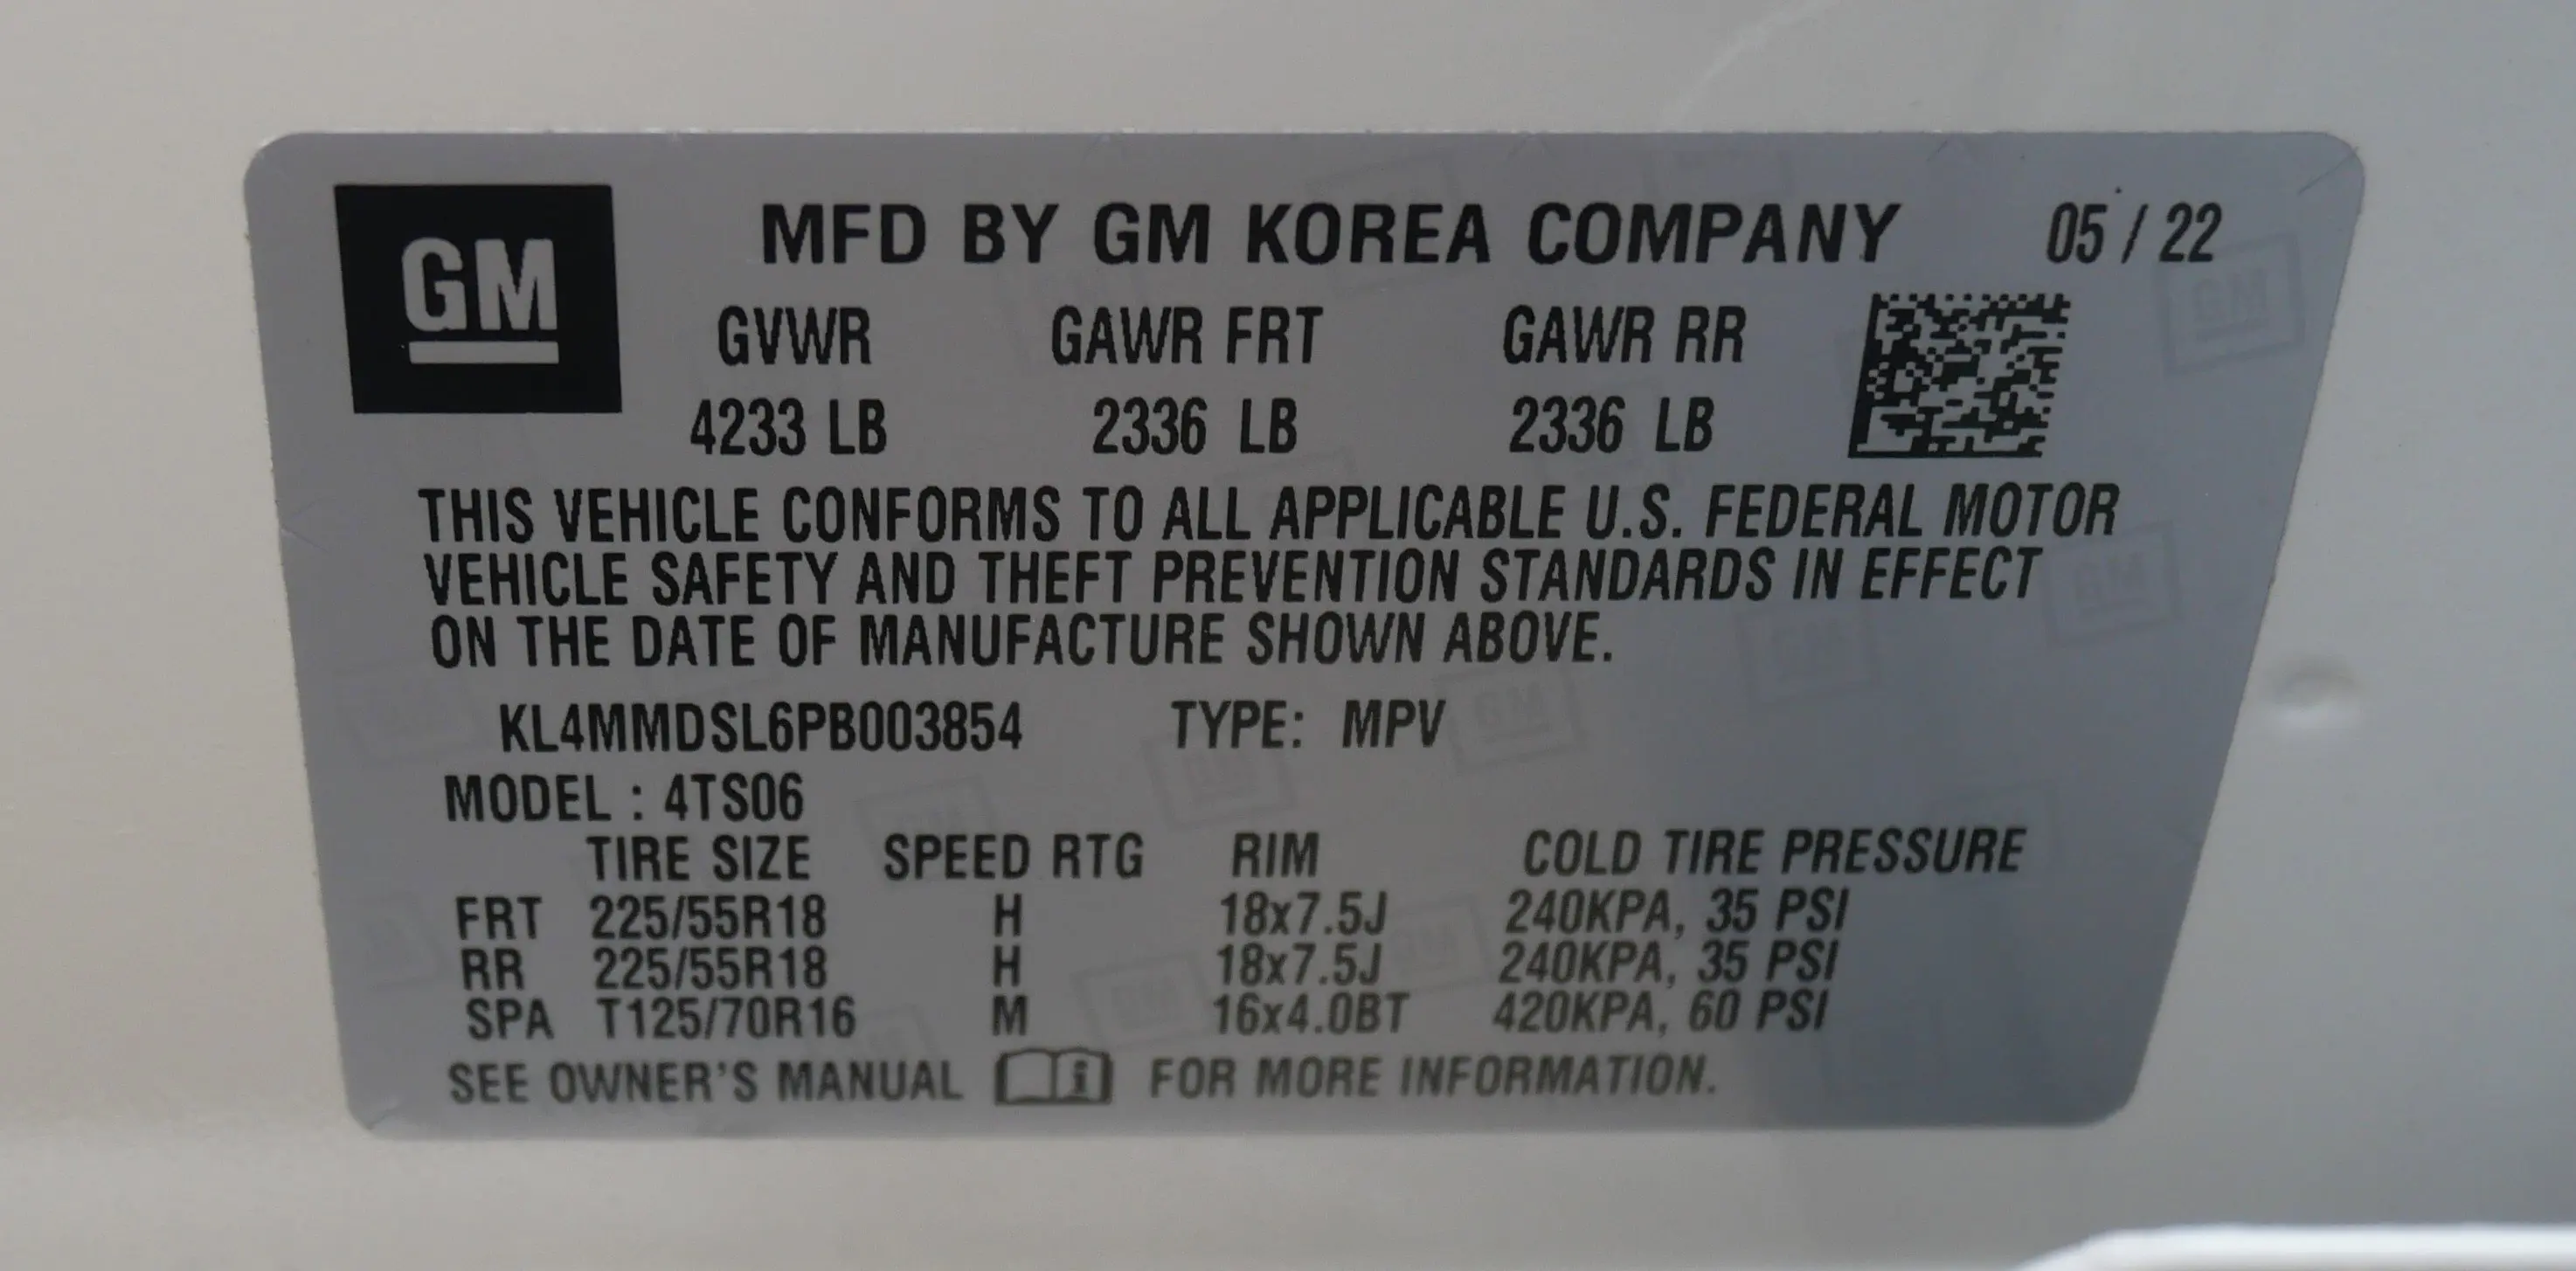 GM
MFD BY GM KOREA COMPANY 05 / 22
GVWR GAWR FRT GAWR RR
4233 LB 2336 LB 2336 LB
THIS VEHICLE CONFORMS TO ALL APPLICABLE U.S. FEDERAL MOTOR
VEHICLE SAFETY AND THEFT PREVENTION STANDARDS IN EFFECT
ON THE DATE OF MANUFACTURE SHOWN ABOVE.
KL4MMDSL6PB003854 TYPE: MPV
MODEL : 4TS06
TIRE SIZE SPEED RTG RIM COLD TIRE PRESSURE
FRT 225/55R18 H 18x7.5J 240KPA, 35 PSI
RR 225/55R18 H 18x7.5J 240KPA, 35 PSI
SPA T125/70R16 M 16x4.0BT 420KPA, 60 PSI
SEE OWNER'S MANUAL i FOR MORE INFORMATION.